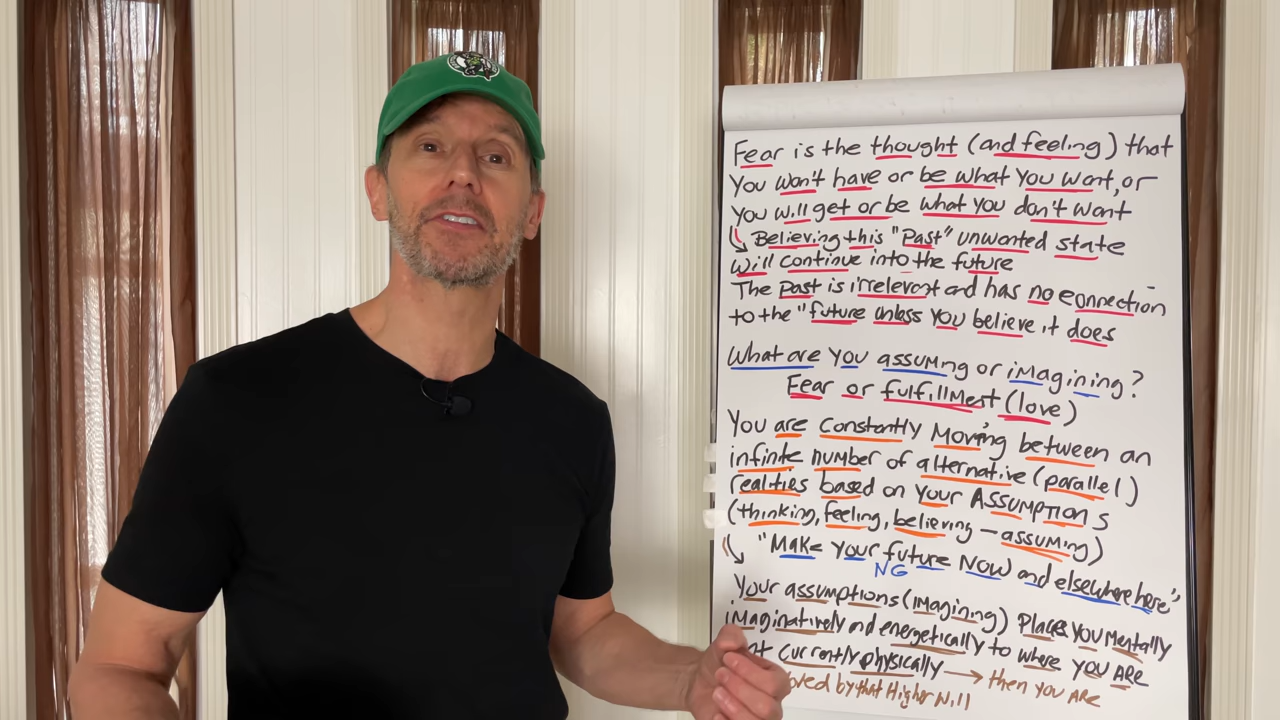 Fear is the thought (and feeling) that
You won't have or be what You want, or
You will get or be what you don't want
Believing this "Past" unwanted state
will continue into the future
The Past is irrelevant and has no connection
to the "future unless You believe it does
What are You assuming or imagining?
Fear or fulfillment (love)
You are constantly Moving between an
infinite number of alternative (parallel)
realities based on Your Assumptions
(thinking, feeling, believing - assuming)
"Make Your future Now and elsewhere here"
NG
Your assumptions (imagining) Places You Mentally
imaginatively and energetically to where You ARE
currently physically → then You ARE
by that Higher Will